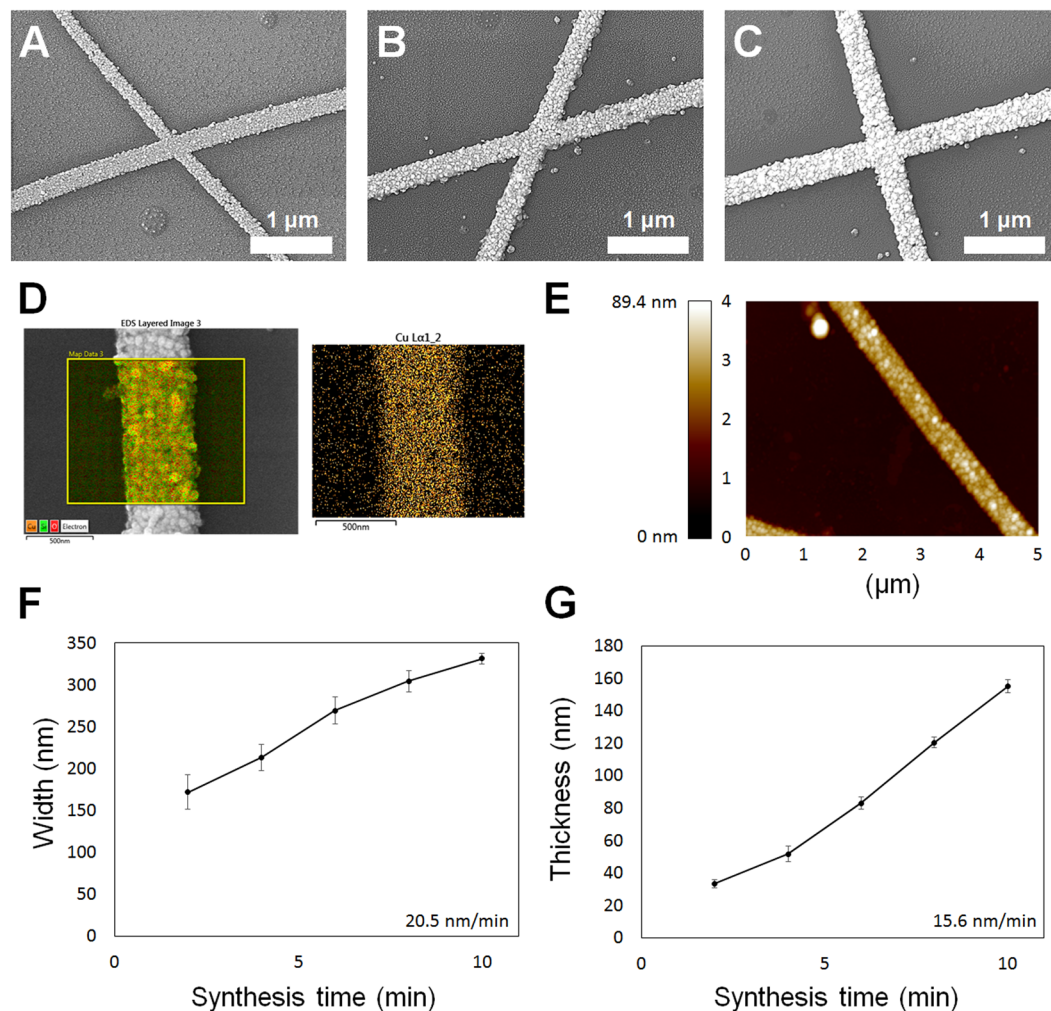 A
B
C
1 µm
1 µm
1 µm
D
E
EDS Layered Image 3
Map Data 3
Cu Si O Electron
500nm
Cu Lα1_2
500nm
89.4 nm
0 nm
4
3
2
1
0
0 1 2 3 4 5
(µm)
F
350
300
250
200
150
100
50
0
Width (nm)
20.5 nm/min
0 5 10
Synthesis time (min)
G
180
160
140
120
100
80
60
40
20
0
Thickness (nm)
15.6 nm/min
0 5 10
Synthesis time (min)